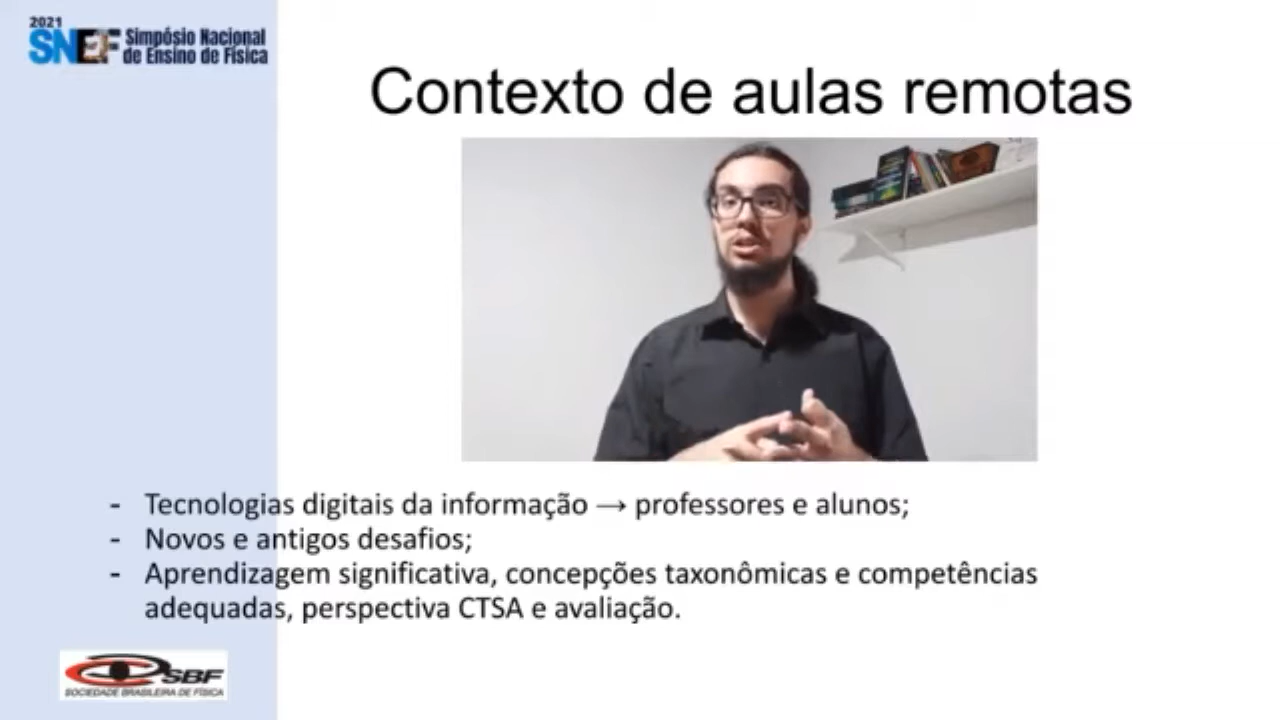 2021
SNEF Simpósio Nacional
de Ensino de Física
Contexto de aulas remotas
- Tecnologias digitais da informação → professores e alunos;
- Novos e antigos desafios;
- Aprendizagem significativa, concepções taxonômicas e competências
adequadas, perspectiva CTSA e avaliação.
SBF
SOCIEDADE BRASILEIRA DE FÍSICA